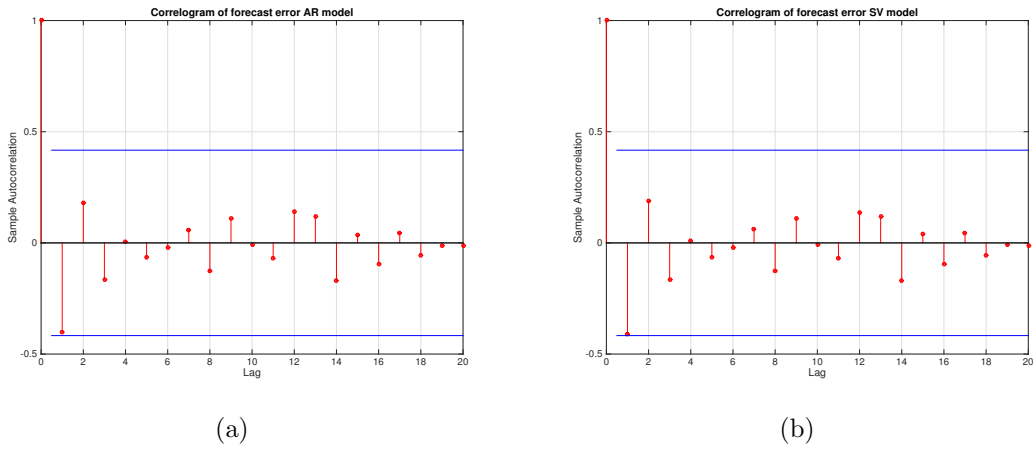 Correlogram of forecast error AR model
1
0.5
0
-0.5
Sample Autocorrelation
0 2 4 6 8 10 12 14 16 18 20
Lag
(a)
Correlogram of forecast error SV model
1
0.5
0
-0.5
Sample Autocorrelation
0 2 4 6 8 10 12 14 16 18 20
Lag
(b)